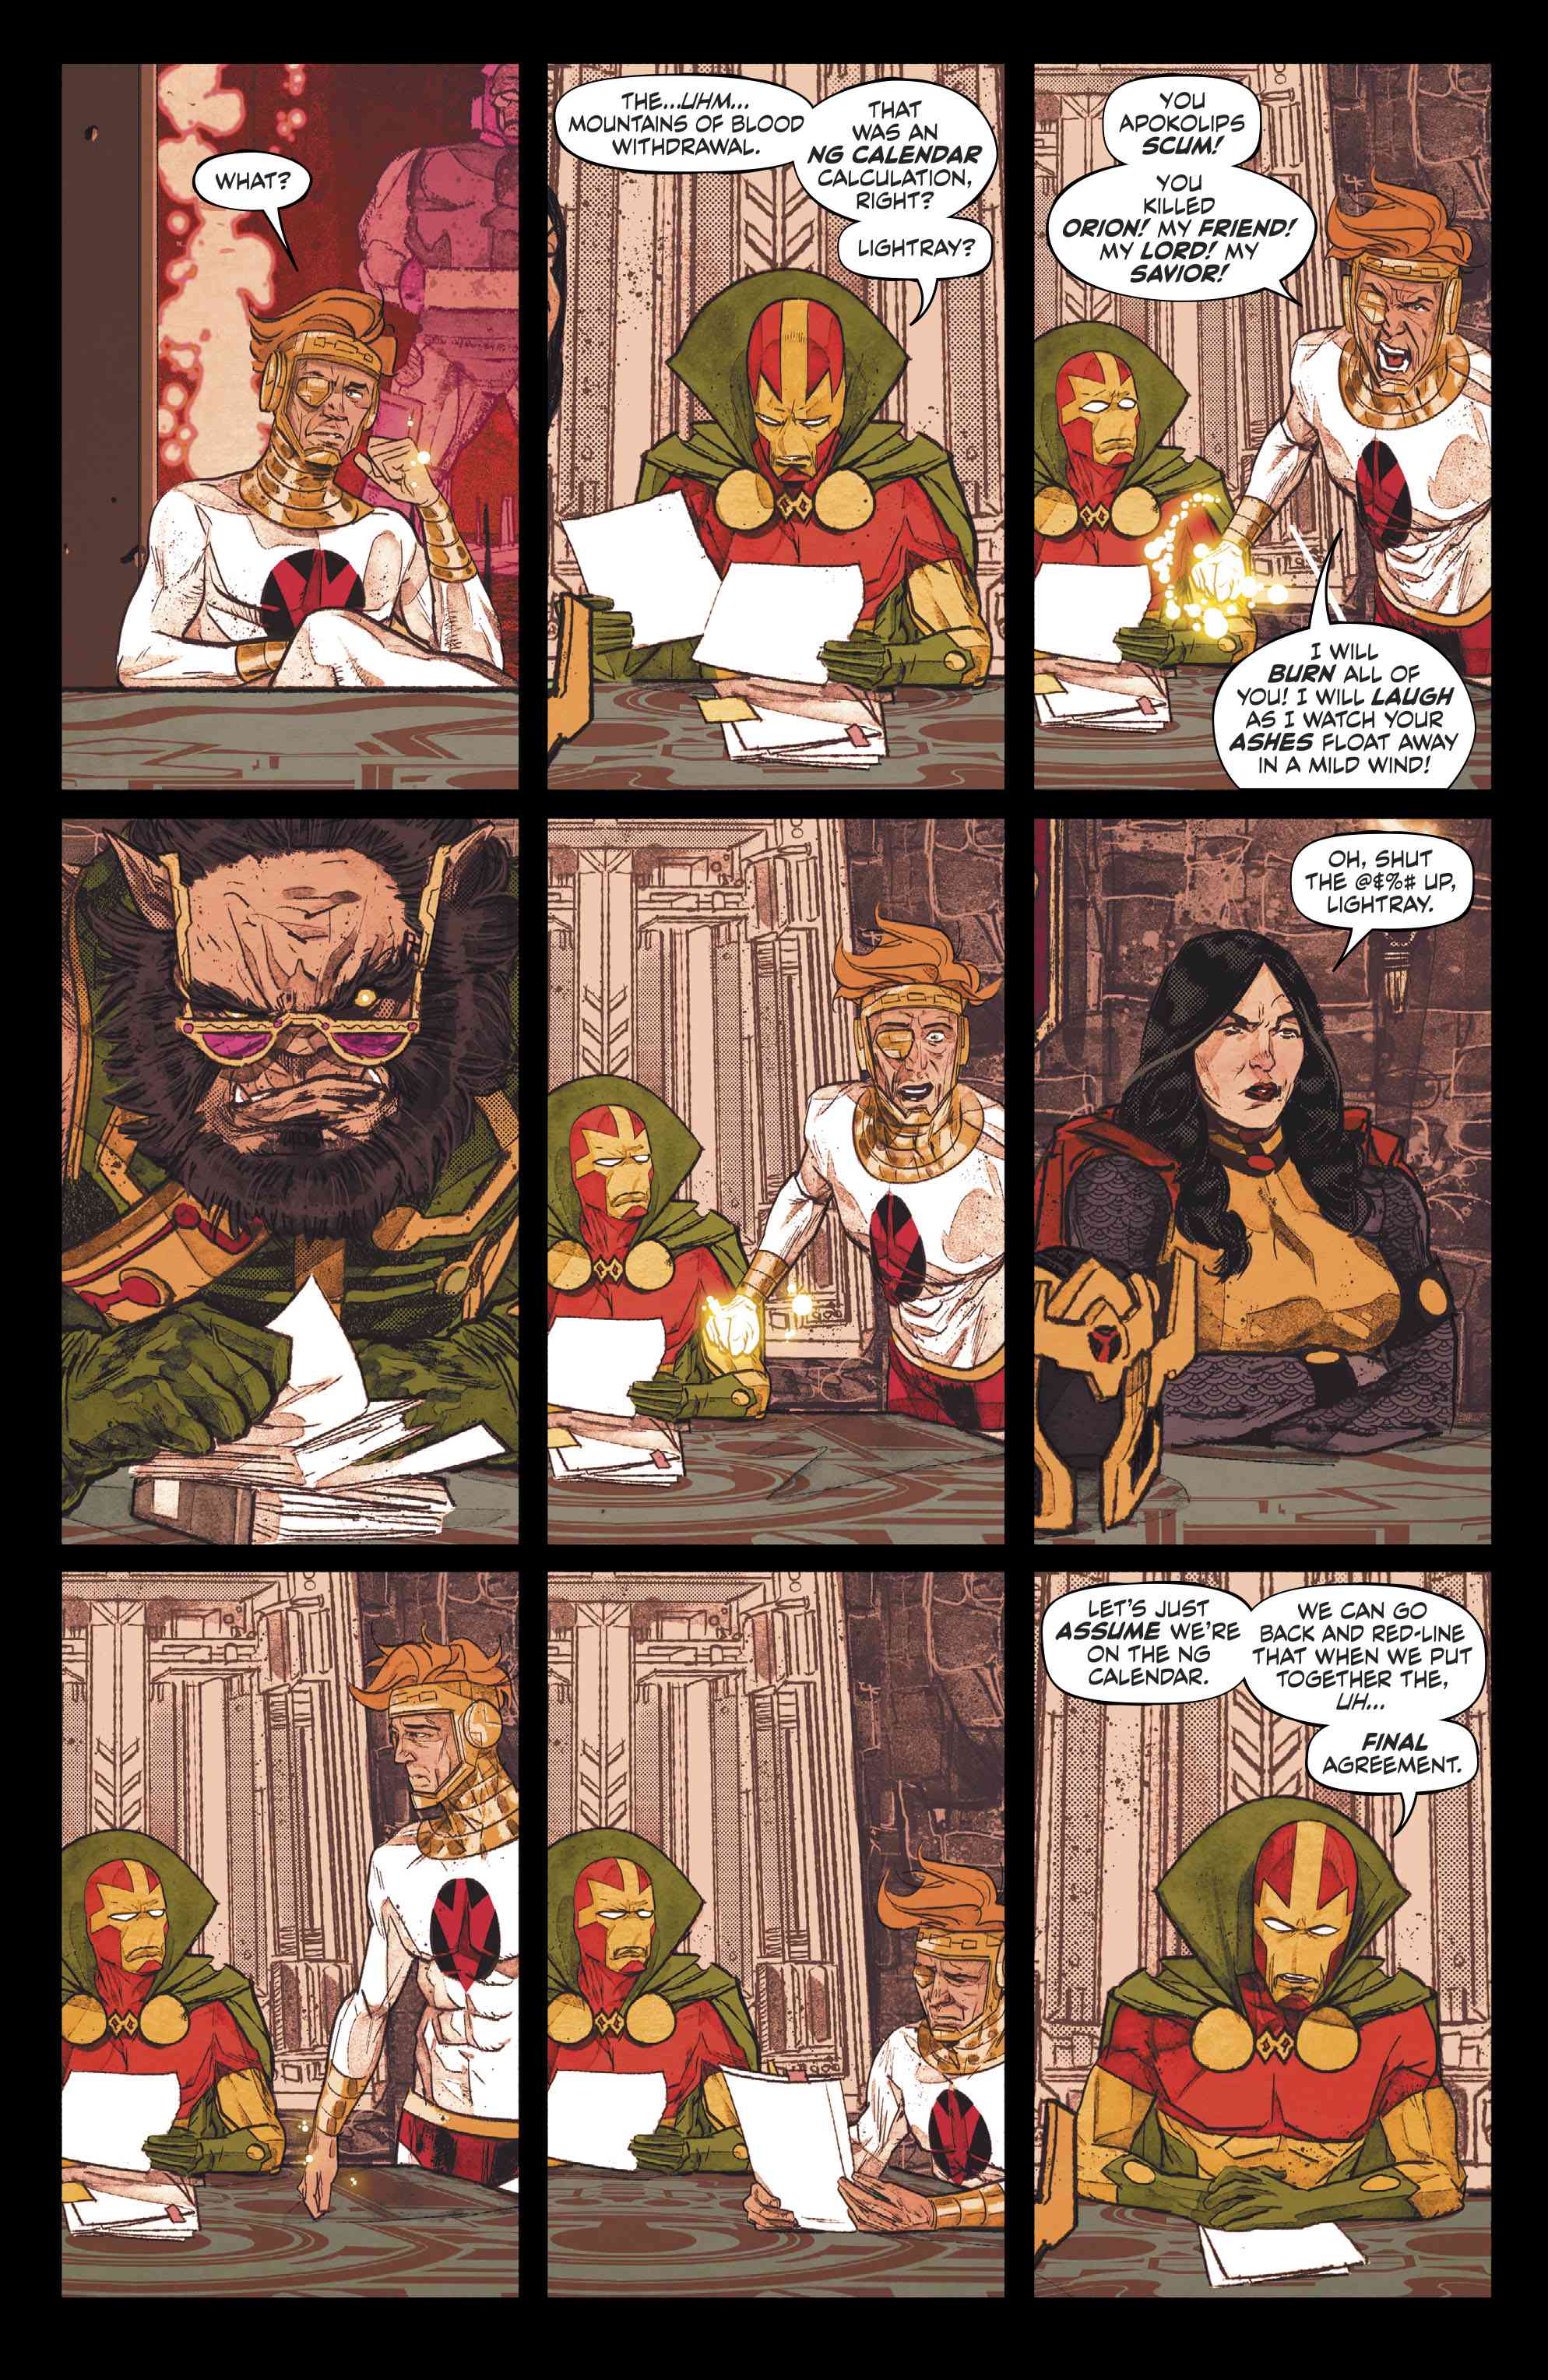 WHAT?
THE...UHM...
MOUNTAINS OF BLOOD
WITHDRAWAL.
THAT
WAS AN
NG CALENDAR
CALCULATION,
RIGHT?
LIGHTRAY?
YOU
APOKOLIPS
SCUM!
YOU
KILLED
ORION! MY FRIEND!
MY LORD! MY
SAVIOR!
I WILL
BURN ALL OF
YOU! I WILL LAUGH
AS I WATCH YOUR
ASHES FLOAT AWAY
IN A MILD WIND!
OH, SHUT
THE @&%# UP,
LIGHTRAY.
LET'S JUST
ASSUME WE'RE
ON THE NG
CALENDAR.
WE CAN GO
BACK AND RED-LINE
THAT WHEN WE PUT
TOGETHER THE,
UH...
FINAL
AGREEMENT.